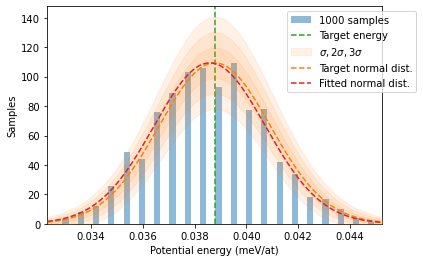 140
120
100
80
60
40
20
0
Samples
1000 samples
Target energy
σ, 2σ, 3σ
Target normal dist.
Fitted normal dist.
0.034 0.036 0.038 0.040 0.042 0.044
Potential energy (meV/at)